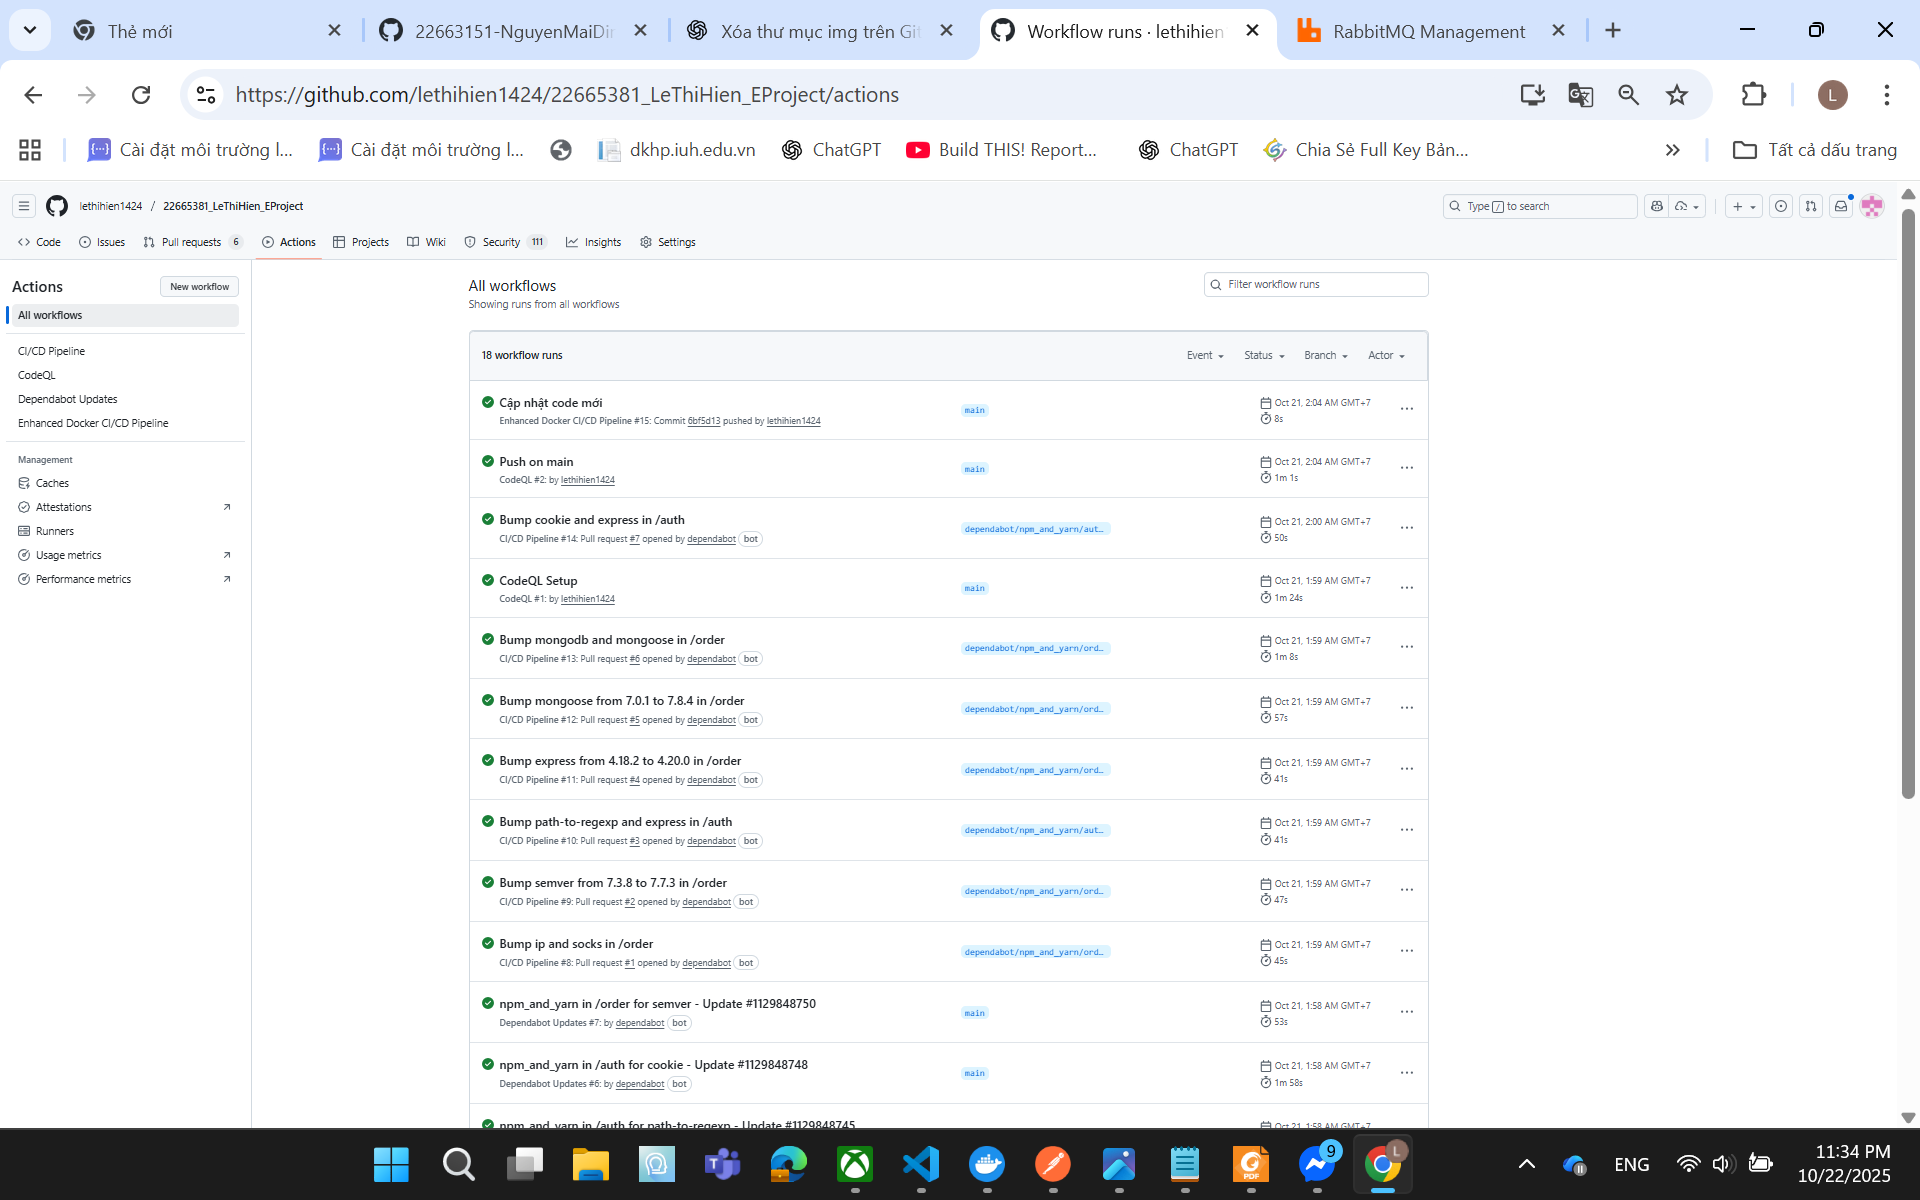 Thẻ mới
22663151-NguyenMaiDin
Xóa thư mục img trên Git
Workflow runs · lethihien
RabbitMQ Management
https://github.com/lethihien1424/22665381_LeThiHien_EProject/actions
L
Cài đặt môi trường l...
Cài đặt môi trường l...
dkhp.iuh.edu.vn
ChatGPT
Build THIS! Report...
ChatGPT
Chia Sẻ Full Key Bản...
Tất cả dấu trang
lethihien1424 / 22665381_LeThiHien_EProject
Type / to search
Code
Issues
Pull requests 6
Actions
Projects
Wiki
Security 111
Insights
Settings
Actions
New workflow
All workflows
CI/CD Pipeline
CodeQL
Dependabot Updates
Enhanced Docker CI/CD Pipeline
Management
Caches
Attestations
Runners
Usage metrics
Performance metrics
All workflows
Showing runs from all workflows
Filter workflow runs
18 workflow runs
Event
Status
Branch
Actor
Cập nhật code mới
Enhanced Docker CI/CD Pipeline #15: Commit 6bf5d13 pushed by lethihien1424
main
Oct 21, 2:04 AM GMT+7
8s
Push on main
CodeQL #2: by lethihien1424
main
Oct 21, 2:04 AM GMT+7
1m 1s
Bump cookie and express in /auth
CI/CD Pipeline #14: Pull request #7 opened by dependabot bot
dependabot/npm_and_yarn/aut...
Oct 21, 2:00 AM GMT+7
50s
CodeQL Setup
CodeQL #1: by lethihien1424
main
Oct 21, 1:59 AM GMT+7
1m 24s
Bump mongodb and mongoose in /order
CI/CD Pipeline #13: Pull request #6 opened by dependabot bot
dependabot/npm_and_yarn/ord...
Oct 21, 1:59 AM GMT+7
1m 8s
Bump mongoose from 7.0.1 to 7.8.4 in /order
CI/CD Pipeline #12: Pull request #5 opened by dependabot bot
dependabot/npm_and_yarn/ord...
Oct 21, 1:59 AM GMT+7
57s
Bump express from 4.18.2 to 4.20.0 in /order
CI/CD Pipeline #11: Pull request #4 opened by dependabot bot
dependabot/npm_and_yarn/ord...
Oct 21, 1:59 AM GMT+7
41s
Bump path-to-regexp and express in /auth
CI/CD Pipeline #10: Pull request #3 opened by dependabot bot
dependabot/npm_and_yarn/aut...
Oct 21, 1:59 AM GMT+7
41s
Bump semver from 7.3.8 to 7.7.3 in /order
CI/CD Pipeline #9: Pull request #2 opened by dependabot bot
dependabot/npm_and_yarn/ord...
Oct 21, 1:59 AM GMT+7
47s
Bump ip and socks in /order
CI/CD Pipeline #8: Pull request #1 opened by dependabot bot
dependabot/npm_and_yarn/ord...
Oct 21, 1:59 AM GMT+7
45s
npm_and_yarn in /order for semver - Update #1129848750
Dependabot Updates #7: by dependabot bot
main
Oct 21, 1:58 AM GMT+7
53s
npm_and_yarn in /auth for cookie - Update #1129848748
Dependabot Updates #6: by dependabot bot
main
Oct 21, 1:58 AM GMT+7
1m 58s
npm_and_yarn in /auth for path-to-regexp - Update #1129848745
Oct 21, 1:58 AM GMT+7
PDF
9
L
ENG
11:34 PM
10/22/2025